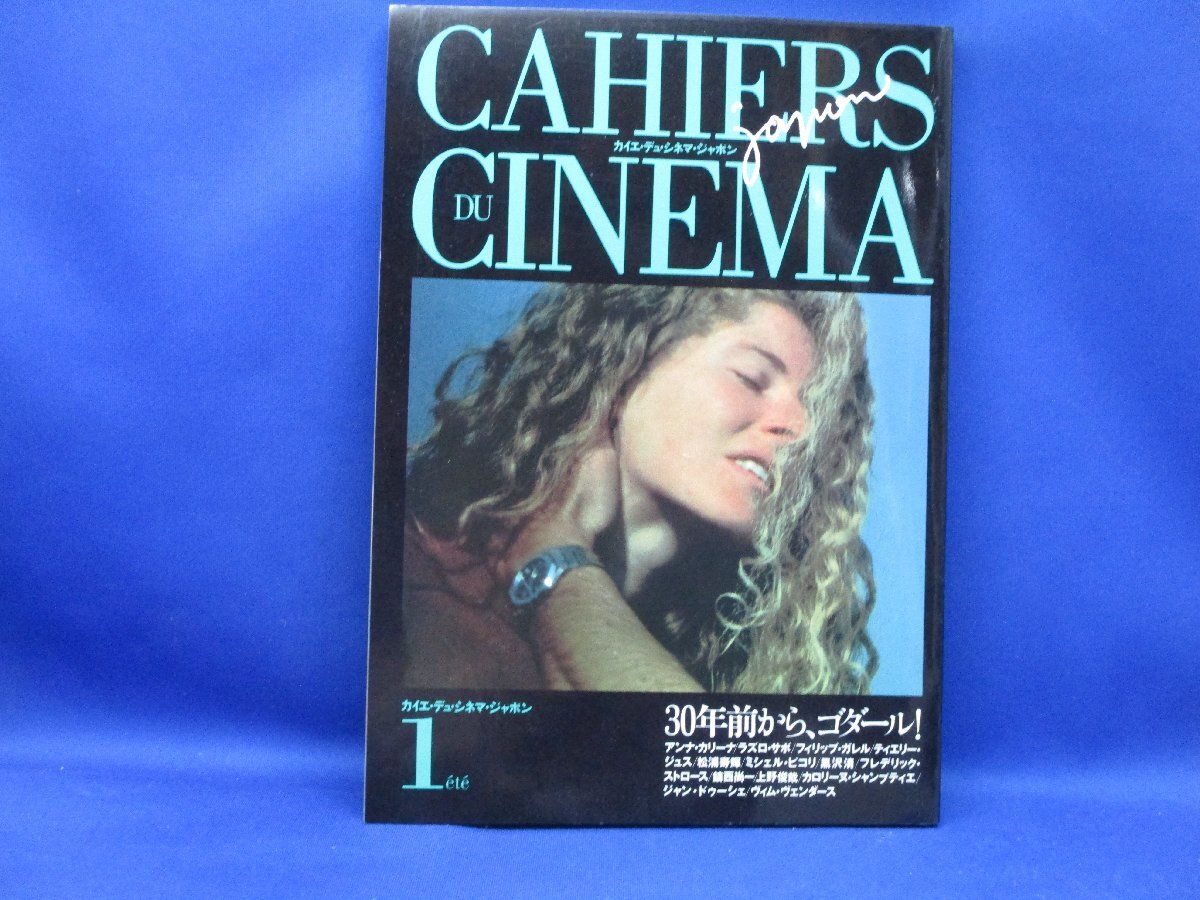 CAHIERS
japon
カイエ・デュ・シネマ・ジャポン
DU
CINEMA
カイエ・デュ・シネマ・ジャポン
1 été
30年前から、ゴダール!
アンナ・カリーナ/ラズロ・サボ/フィリップ・ガレル/ティエリー・
ジュス/松浦寿輝/ミシェル・ピコリ/黒沢清/フレデリック・
ストロース/鎮西尚一/上野俊哉/カロリーヌ・シャンプティエ/
ジャン・ドゥーシェ/ヴィム・ヴェンダース